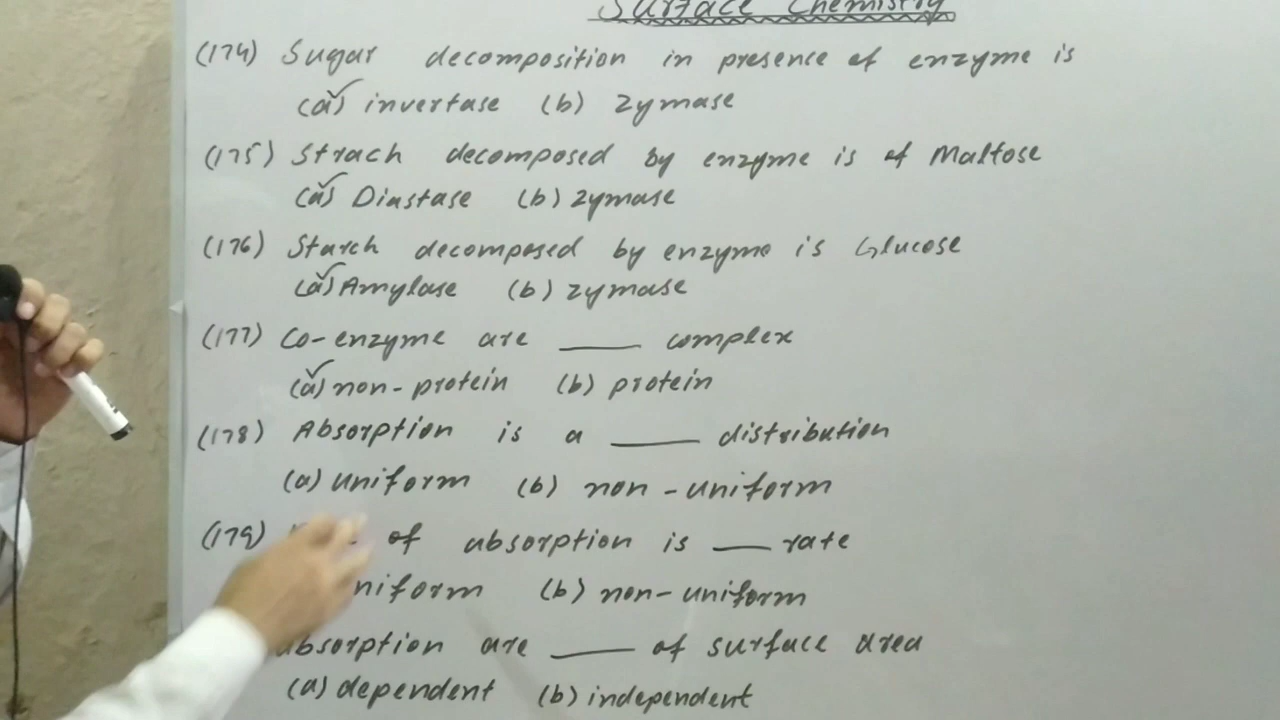 Surface Chemistry
(174) Sugar decomposition in presence of enzyme is
(a) invertase (b) zymase
(175) Strach decomposed by enzyme is of Maltose
(a) Diastase (b) zymase
(176) Starch decomposed by enzyme is Glucose
(a) Amylase (b) zymase
(177) Co-enzyme are ____ complex
(a) non-protein (b) protein
(178) Absorption is a ____ distribution
(a) uniform (b) non-uniform
(179) of absorption is ____ rate
niform (b) non-uniform
absorption are ____ of surface area
(a) dependent (b) independent